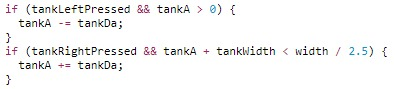 if (tankLeftPressed && tankA > 0) {
  tankA -= tankDa;
}
if (tankRightPressed && tankA + tankWidth < width / 2.5) {
  tankA += tankDa;
}